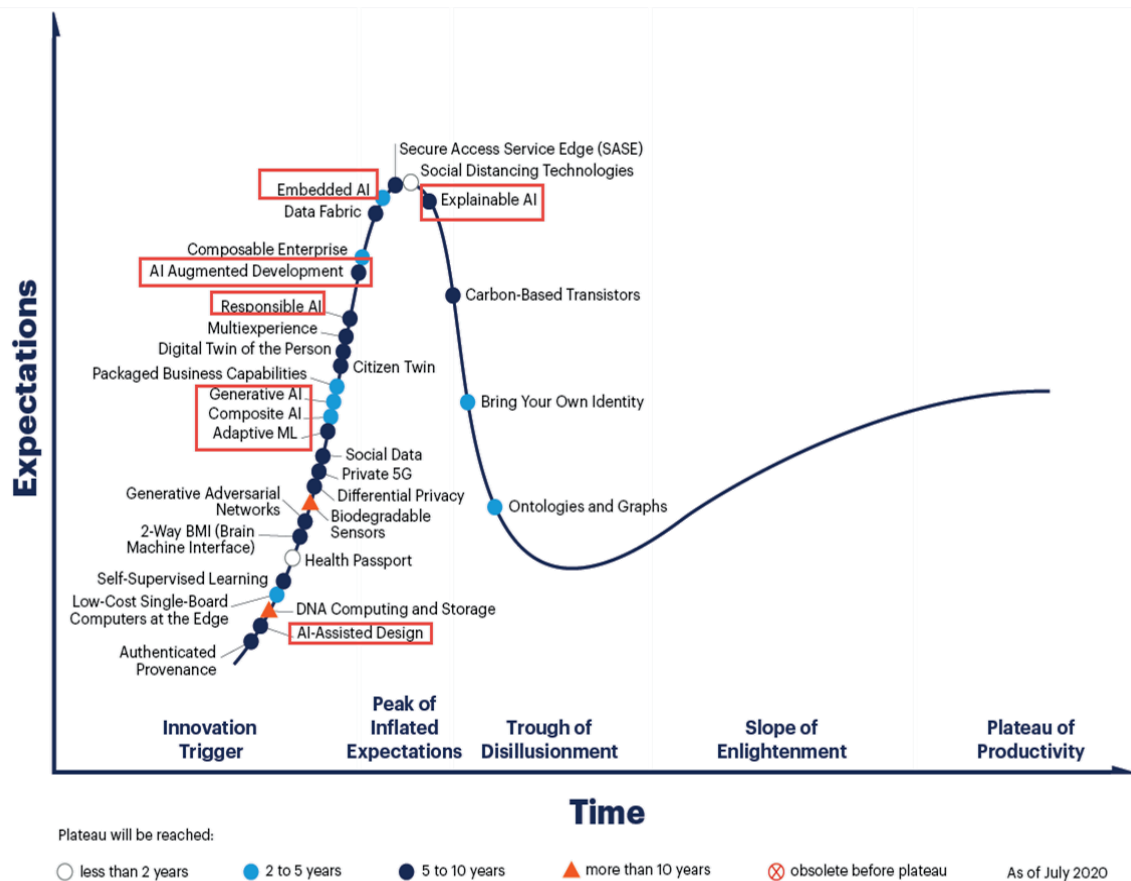 Secure Access Service Edge (SASE)
Social Distancing Technologies
Embedded AI
Explainable AI
Data Fabric
Composable Enterprise
AI Augmented Development
Carbon-Based Transistors
Responsible AI
Multiexperience
Digital Twin of the Person
Citizen Twin
Packaged Business Capabilities
Generative AI
Bring Your Own Identity
Composite AI
Adaptive ML
Social Data
Private 5G
Differential Privacy
Generative Adversarial
Networks
Biodegradable
Sensors
Ontologies and Graphs
2-Way BMI (Brain
Machine Interface)
Health Passport
Self-Supervised Learning
Low-Cost Single-Board
Computers at the Edge
DNA Computing and Storage
AI-Assisted Design
Authenticated
Provenance
Expectations
Innovation
Trigger
Peak of
Inflated
Expectations
Trough of
Disillusionment
Slope of
Enlightenment
Plateau of
Productivity
Time
Plateau will be reached:
less than 2 years
2 to 5 years
5 to 10 years
more than 10 years
obsolete before plateau
As of July 2020